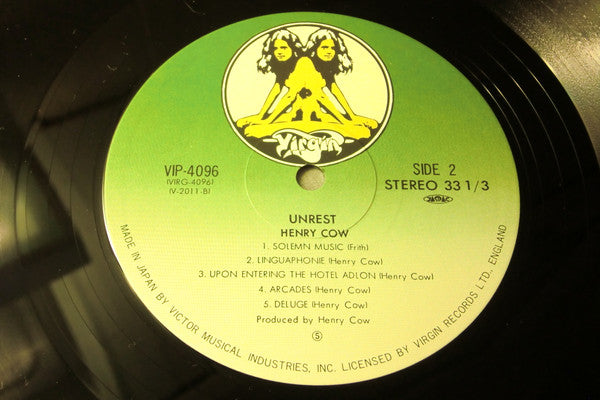 Virgin
VIP-4096
(VIRG-4096)
(V-2011-B)
SIDE 2
STEREO 33 1/3
JASRAC
UNREST
HENRY COW
1. SOLEMN MUSIC (Frith)
2. LINGUAPHONIE (Henry Cow)
3. UPON ENTERING THE HOTEL ADLON (Henry Cow)
4. ARCADES (Henry Cow)
5. DELUGE (Henry Cow)
Produced by Henry Cow
S
MADE IN JAPAN BY VICTOR MUSICAL INDUSTRIES, INC. LICENSED BY VIRGIN RECORDS LTD., ENGLAND